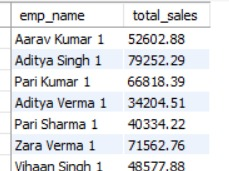 emp_name total_sales
Aarav Kumar 1 52602.88
Aditya Singh 1 79252.29
Pari Kumar 1 66818.39
Aditya Verma 1 34204.51
Pari Sharma 1 40334.22
Zara Verma 1 71562.76
Vihaan Singh 1 48577.88